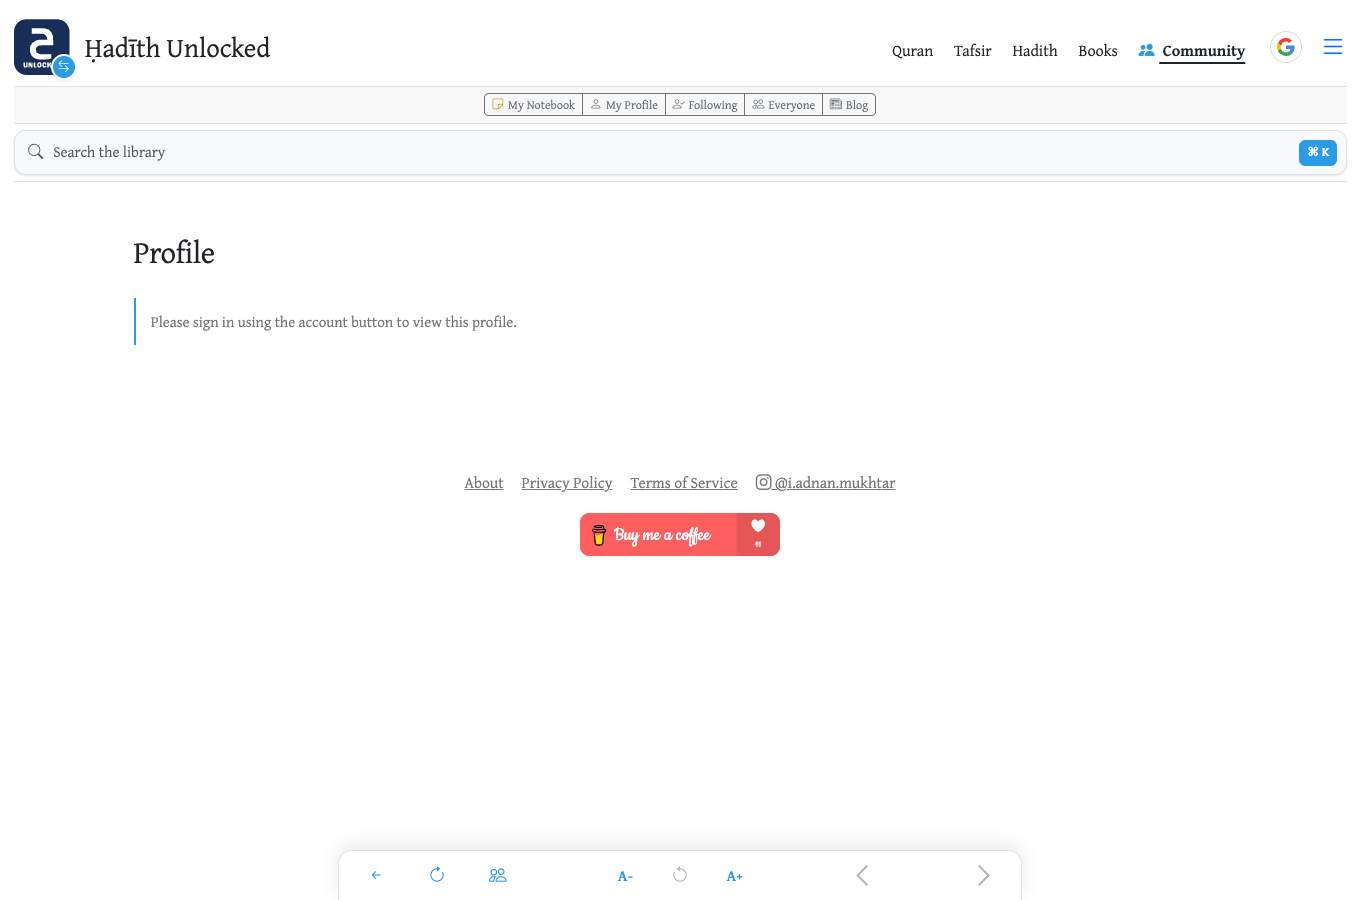 Ḥadīth Unlocked
Quran Tafsir Hadith Books Community
My Notebook My Profile Following Everyone Blog
Search the library
⌘ K
Profile
Please sign in using the account button to view this profile.
About Privacy Policy Terms of Service @i.adnan.mukhtar
Buy me a coffee
A- A+